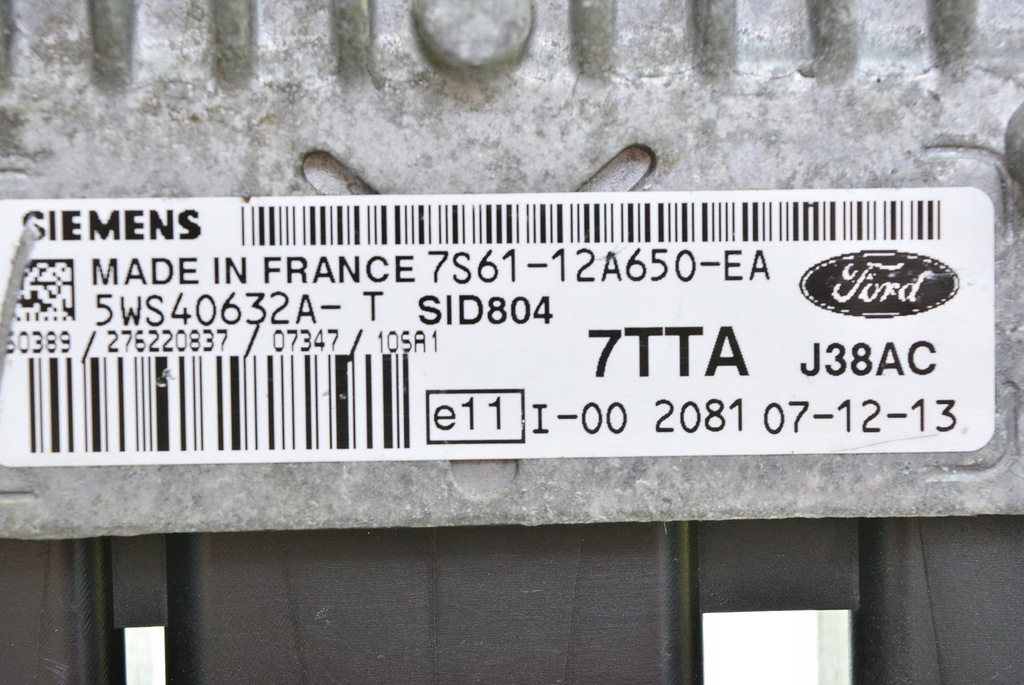 SIEMENS
MADE IN FRANCE 7S61-12A650-EA
Ford
5WS40632A-T SID804
60389 / 276220837 / 07347 / 10SA1
7TTA J38AC
e11 I-00 2081 07-12-13